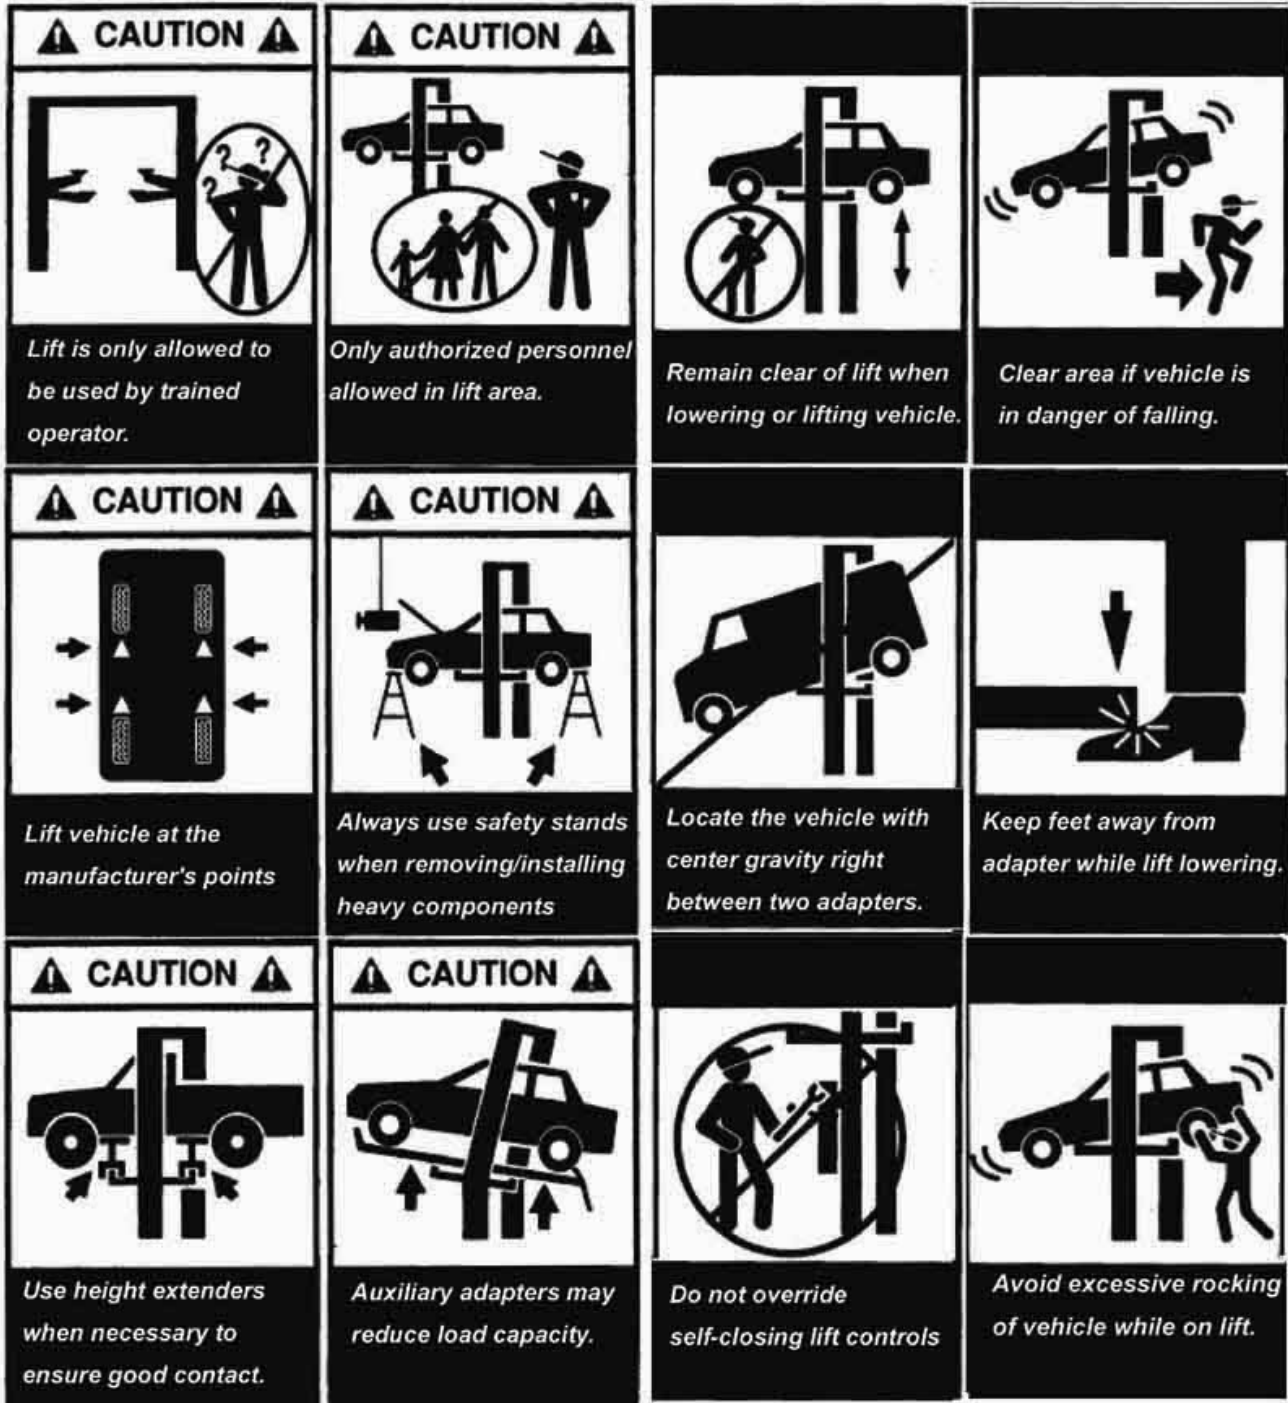 CAUTION
Lift is only allowed to
be used by trained
operator.
CAUTION
Only authorized personnel
allowed in lift area.
Remain clear of lift when
lowering or lifting vehicle.
Clear area if vehicle is
in danger of falling.
CAUTION
Lift vehicle at the
manufacturer's points
CAUTION
Always use safety stands
when removing/installing
heavy components
Locate the vehicle with
center gravity right
between two adapters.
Keep feet away from
adapter while lift lowering.
CAUTION
Use height extenders
when necessary to
ensure good contact.
CAUTION
Auxiliary adapters may
reduce load capacity.
Do not override
self-closing lift controls
Avoid excessive rocking
of vehicle while on lift.